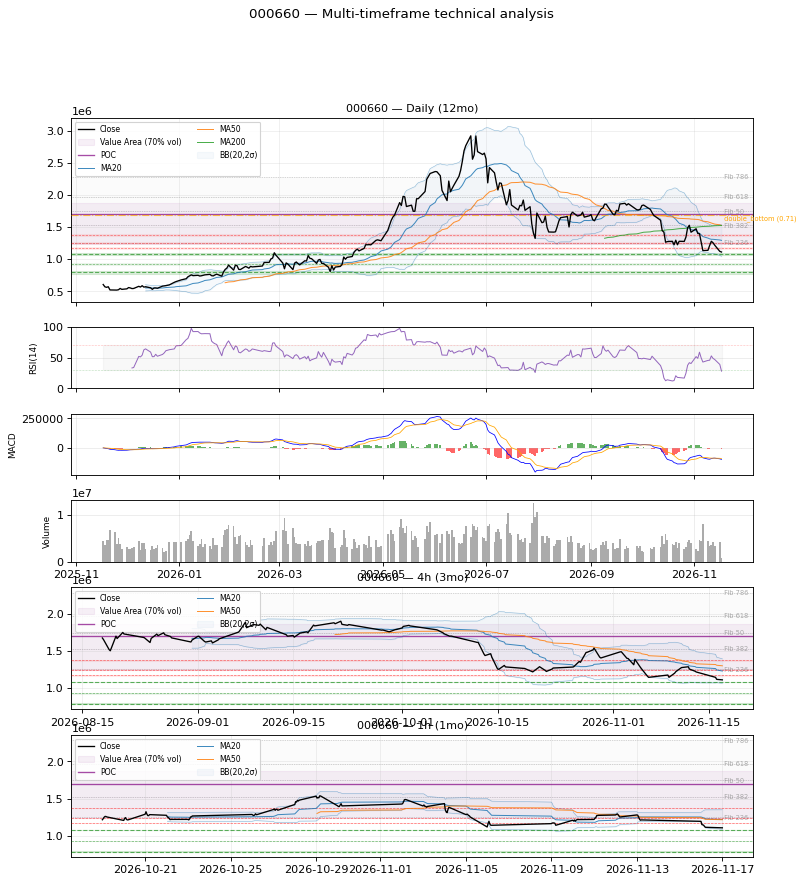 000660 — Multi-timeframe technical analysis
000660 — Daily (12mo)
1e6
Close
Value Area (70% vol)
POC
MA20
MA50
MA200
BB(20,2σ)
3.0
2.5
2.0
1.5
1.0
0.5
Fib 786
Fib 618
Fib 50
double_bottom (0.71)
Fib 382
Fib 236
RSI(14)
100
50
0
MACD
250000
0
1e7
Volume
1
0
2025-11 2026-01 2026-03 2026-05 2026-07 2026-09 2026-11
000660 — 4h (3mo)
1e6
Close
Value Area (70% vol)
POC
MA20
MA50
BB(20,2σ)
2.0
1.5
1.0
Fib 786
Fib 618
Fib 50
Fib 382
Fib 236
2026-08-15 2026-09-01 2026-09-15 2026-10-01 2026-10-15 2026-11-01 2026-11-15
000660 — 1h (1mo)
1e6
Close
Value Area (70% vol)
POC
MA20
MA50
BB(20,2σ)
2.0
1.5
1.0
Fib 786
Fib 618
Fib 50
Fib 382
Fib 236
2026-10-21 2026-10-25 2026-10-29 2026-11-01 2026-11-05 2026-11-09 2026-11-13 2026-11-17